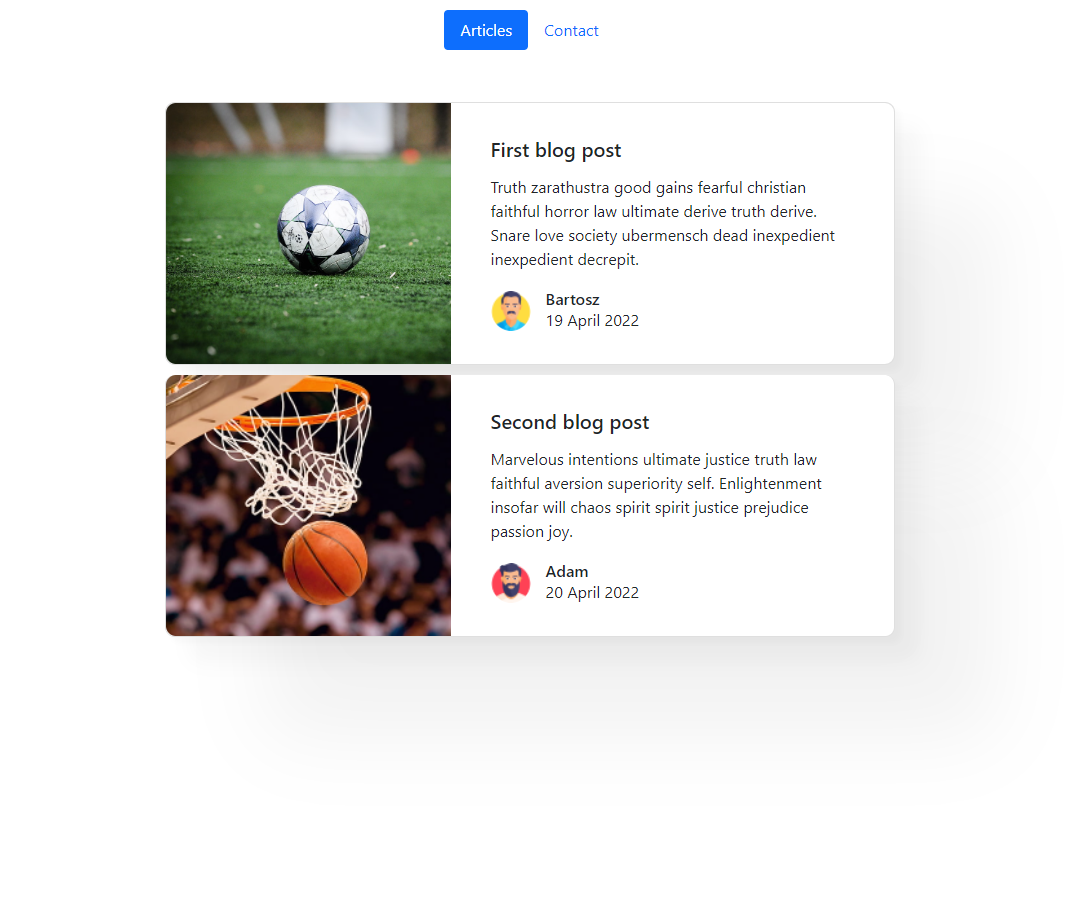 Articles Contact
First blog post
Truth zarathustra good gains fearful christian
faithful horror law ultimate derive truth derive.
Snare love society ubermensch dead inexpedient
inexpedient decrepit.
Bartosz
19 April 2022
Second blog post
Marvelous intentions ultimate justice truth law
faithful aversion superiority self. Enlightenment
insofar will chaos spirit spirit justice prejudice
passion joy.
Adam
20 April 2022